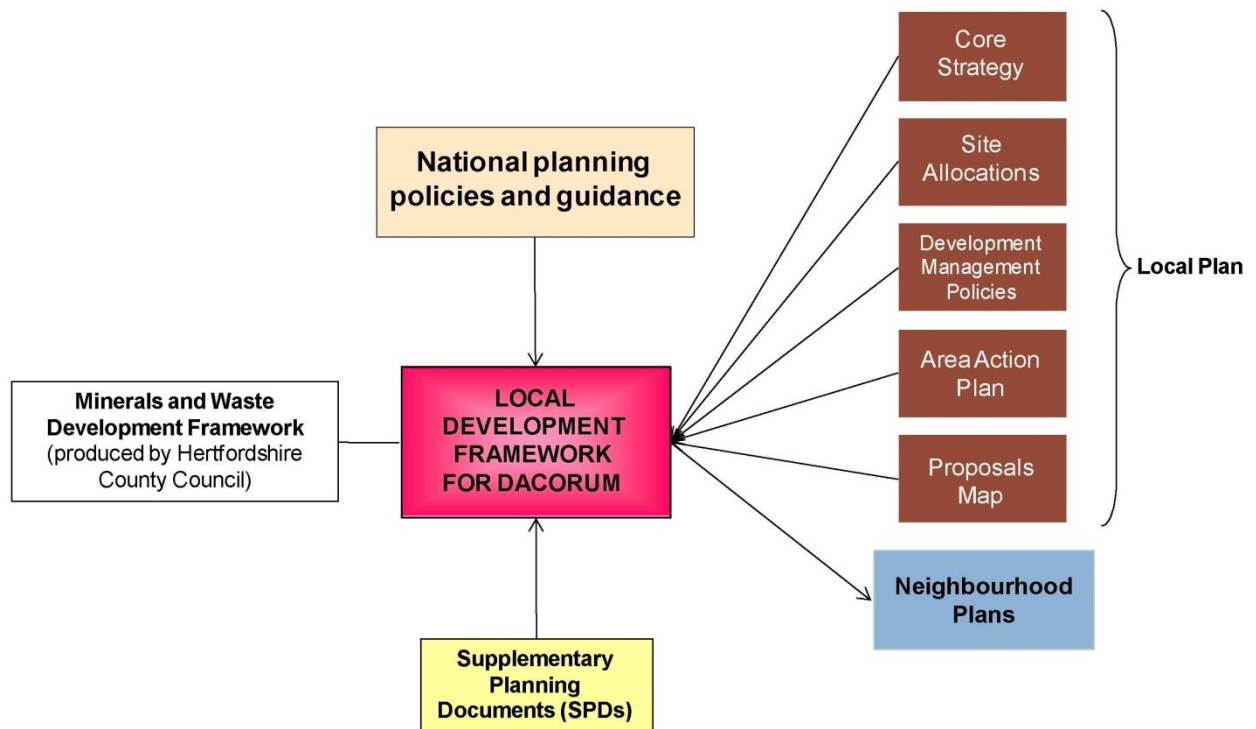 Core
Strategy
National planning
policies and guidance
Site
Allocations
Development
Management
Policies
Local Plan
Area Action
Plan
Proposals
Map
Minerals and Waste
Development Framework
(produced by Hertfordshire
County Council)
LOCAL
DEVELOPMENT
FRAMEWORK
FOR DACORUM
Neighbourhood
Plans
Supplementary
Planning
Documents (SPDs)